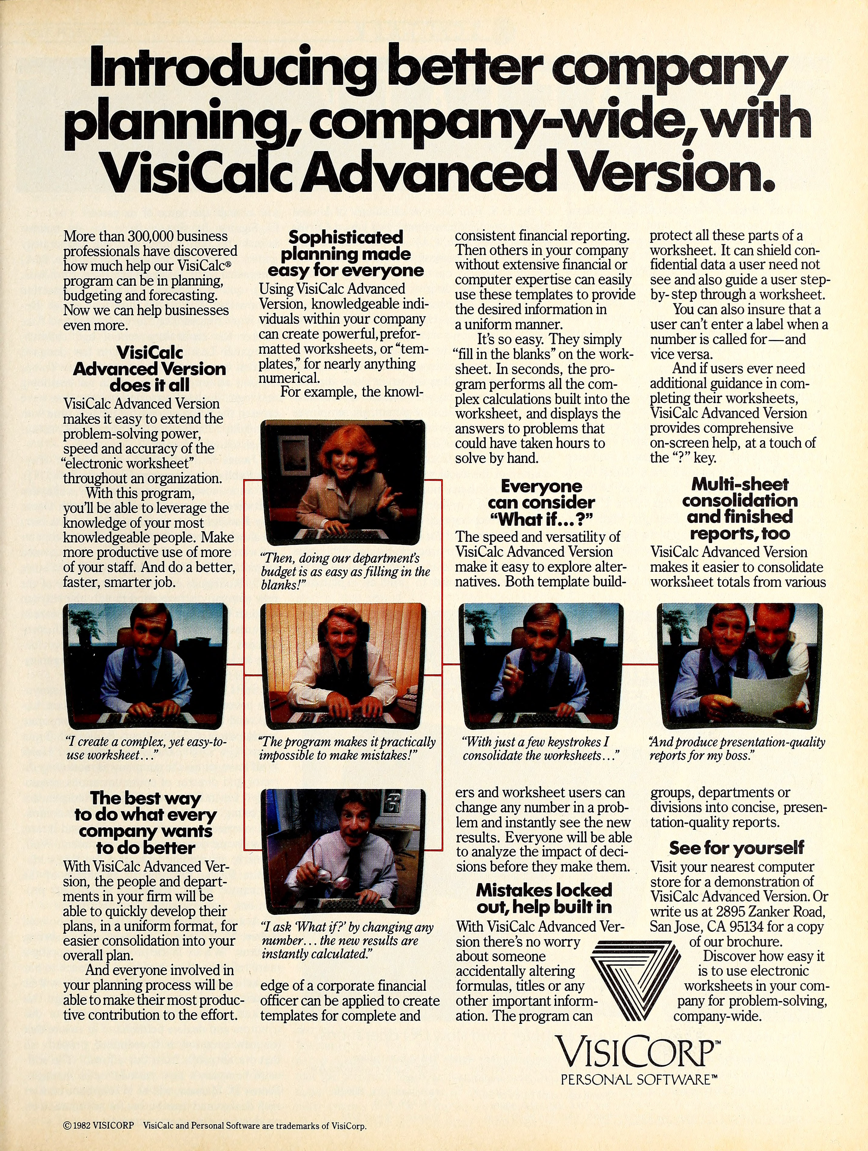 Introducing better company
planning, company-wide, with
VisiCalc Advanced Version.
More than 300,000 business
professionals have discovered
how much help our VisiCalc®
program can be in planning,
budgeting and forecasting.
Now we can help businesses
even more.
VisiCalc
Advanced Version
does it all
VisiCalc Advanced Version
makes it easy to extend the
problem-solving power,
speed and accuracy of the
"electronic worksheet"
throughout an organization.
With this program,
you'll be able to leverage the
knowledge of your most
knowledgeable people. Make
more productive use of more
of your staff. And do a better,
faster, smarter job.
"I create a complex, yet easy-to-
use worksheet..."
The best way
to do what every
company wants
to do better
With VisiCalc Advanced Ver-
sion, the people and depart-
ments in your firm will be
able to quickly develop their
plans, in a uniform format, for
easier consolidation into your
overall plan.
And everyone involved in
your planning process will be
able to make their most produc-
tive contribution to the effort.
Sophisticated
planning made
easy for everyone
Using VisiCalc Advanced
Version, knowledgeable indi-
viduals within your company
can create powerful, prefor-
matted worksheets, or "tem-
plates," for nearly anything
numerical.
For example, the knowl-
"Then, doing our department's
budget is as easy as filling in the
blanks!"
"The program makes it practically
impossible to make mistakes!"
"I ask 'What if?' by changing any
number... the new results are
instantly calculated."
edge of a corporate financial
officer can be applied to create
templates for complete and
consistent financial reporting.
Then others in your company
without extensive financial or
computer expertise can easily
use these templates to provide
the desired information in
a uniform manner.
It's so easy. They simply
"fill in the blanks" on the work-
sheet. In seconds, the pro-
gram performs all the com-
plex calculations built into the
worksheet, and displays the
answers to problems that
could have taken hours to
solve by hand.
Everyone
can consider
"What if...?"
The speed and versatility of
VisiCalc Advanced Version
make it easy to explore alter-
natives. Both template build-
"With just a few keystrokes I
consolidate the worksheets..."
ers and worksheet users can
change any number in a prob-
lem and instantly see the new
results. Everyone will be able
to analyze the impact of deci-
sions before they make them.
Mistakes locked
out, help built in
With VisiCalc Advanced Ver-
sion there's no worry
about someone
accidentally altering
formulas, titles or any
other important inform-
ation. The program can
protect all these parts of a
worksheet. It can shield con-
fidential data a user need not
see and also guide a user step-
by-step through a worksheet.
You can also insure that a
user can't enter a label when a
number is called for—and
vice versa.
And if users ever need
additional guidance in com-
pleting their worksheets,
VisiCalc Advanced Version
provides comprehensive
on-screen help, at a touch of
the "?" key.
Multi-sheet
consolidation
and finished
reports, too
VisiCalc Advanced Version
makes it easier to consolidate
worksheet totals from various
"And produce presentation-quality
reports for my boss."
groups, departments or
divisions into concise, presen-
tation-quality reports.
See for yourself
Visit your nearest computer
store for a demonstration of
VisiCalc Advanced Version. Or
write us at 2895 Zanker Road,
San Jose, CA 95134 for a copy
of our brochure.
Discover how easy it
is to use electronic
worksheets in your com-
pany for problem-solving,
company-wide.
VISICORP™
PERSONAL SOFTWARE™
© 1982 VISICORP VisiCalc and Personal Software are trademarks of VisiCorp.